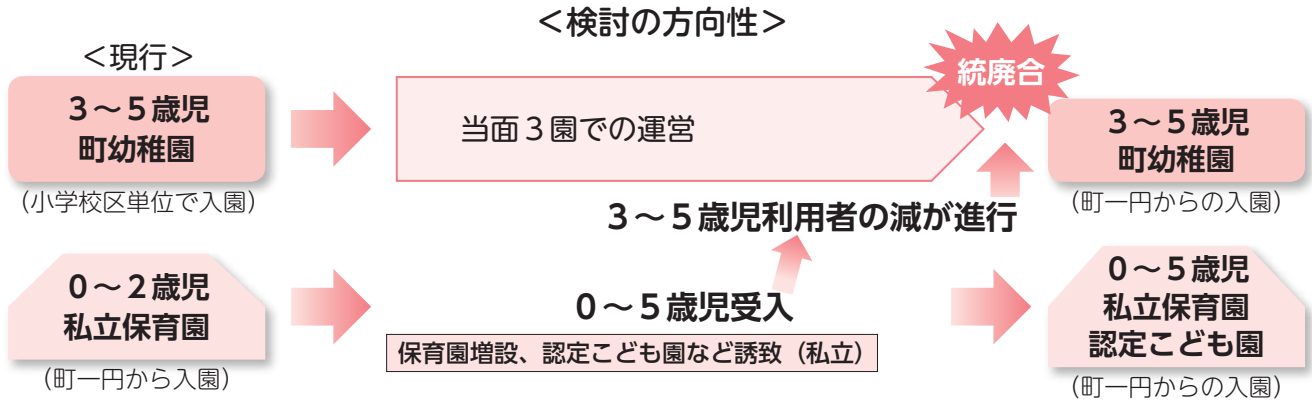 ＜検討の方向性＞
＜現行＞
３～５歳児
町幼稚園
（小学校区単位で入園）
当面３園での運営
統廃合
３～５歳児
町幼稚園
（町一円からの入園）
３～５歳児利用者の減が進行
０～２歳児
私立保育園
（町一円から入園）
０～５歳児受入
保育園増設、認定こども園など誘致（私立）
０～５歳児
私立保育園
認定こども園
（町一円からの入園）